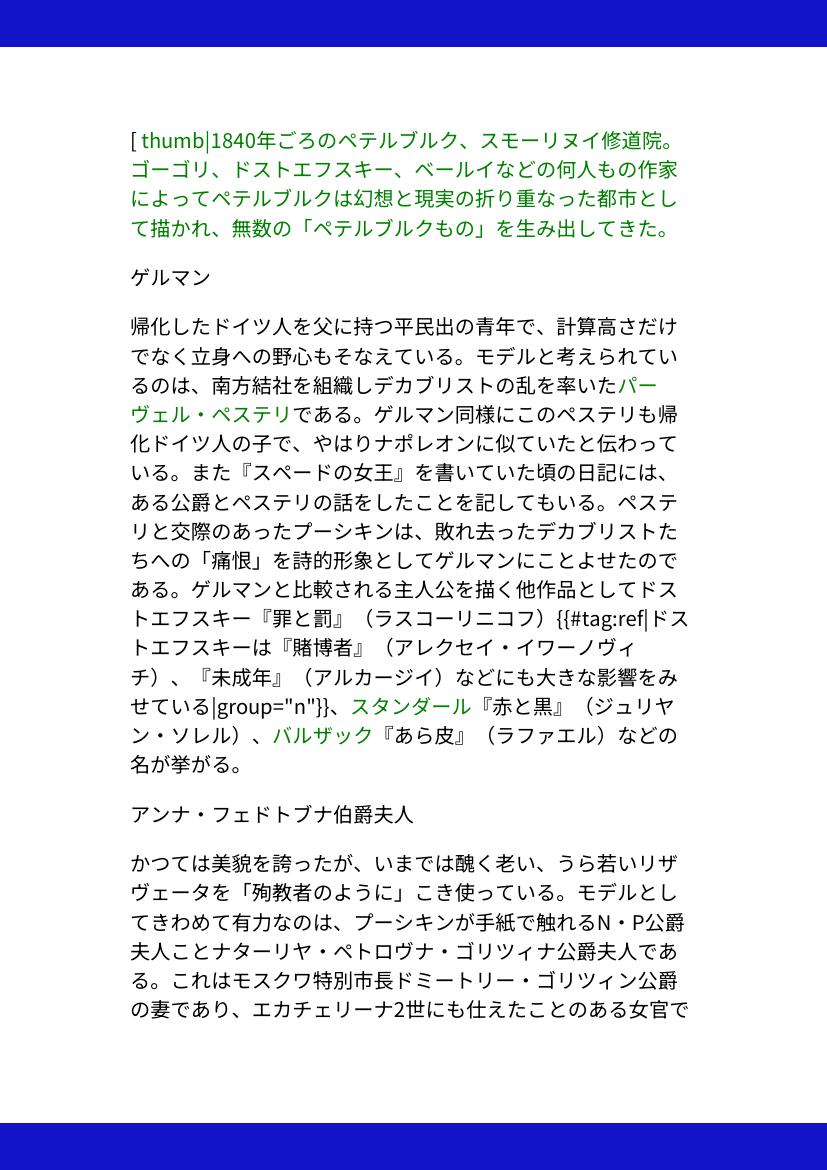 [ thumb|1840年ごろのペテルブルク、スモーリヌイ修道院。
ゴーゴリ、ドストエフスキー、ベールイなどの何人もの作家
によってペテルブルクは幻想と現実の折り重なった都市とし
て描かれ、無数の「ペテルブルクもの」を生み出してきた。
ゲルマン
帰化したドイツ人を父に持つ平民出の青年で、計算高さだけ
でなく立身への野心もそなえている。モデルと考えられてい
るのは、南方結社を組織しデカブリストの乱を率いたパー
ヴェル・ペステリである。ゲルマン同様にこのペステリも帰
化ドイツ人の子で、やはりナポレオンに似ていたと伝わって
いる。また『スペードの女王』を書いていた頃の日記には、
ある公爵とペステリの話をしたことを記してもいる。ペステ
リと交際のあったプーシキンは、敗れ去ったデカブリストた
ちへの「痛恨」を詩的形象としてゲルマンにことよせたので
ある。ゲルマンと比較される主人公を描く他作品としてドス
トエフスキー『罪と罰』（ラスコーリニコフ）{{#tag:ref|ドス
トエフスキーは『賭博者』（アレクセイ・イワーノヴィ
チ）、『未成年』（アルカージイ）などにも大きな影響をみ
せている|group="n"}}、スタンダール『赤と黒』（ジュリヤ
ン・ソレル）、バルザック『あら皮』（ラファエル）などの
名が挙がる。
アンナ・フェドトブナ伯爵夫人
かつては美貌を誇ったが、いまでは醜く老い、うら若いリザ
ヴェータを「殉教者のように」こき使っている。モデルとし
てきわめて有力なのは、プーシキンが手紙で触れるN・P公爵
夫人ことナターリヤ・ペトロヴナ・ゴリツィナ公爵夫人であ
る。これはモスクワ特別市長ドミートリー・ゴリツィン公爵
の妻であり、エカチェリーナ2世にも仕えたことのある女官で